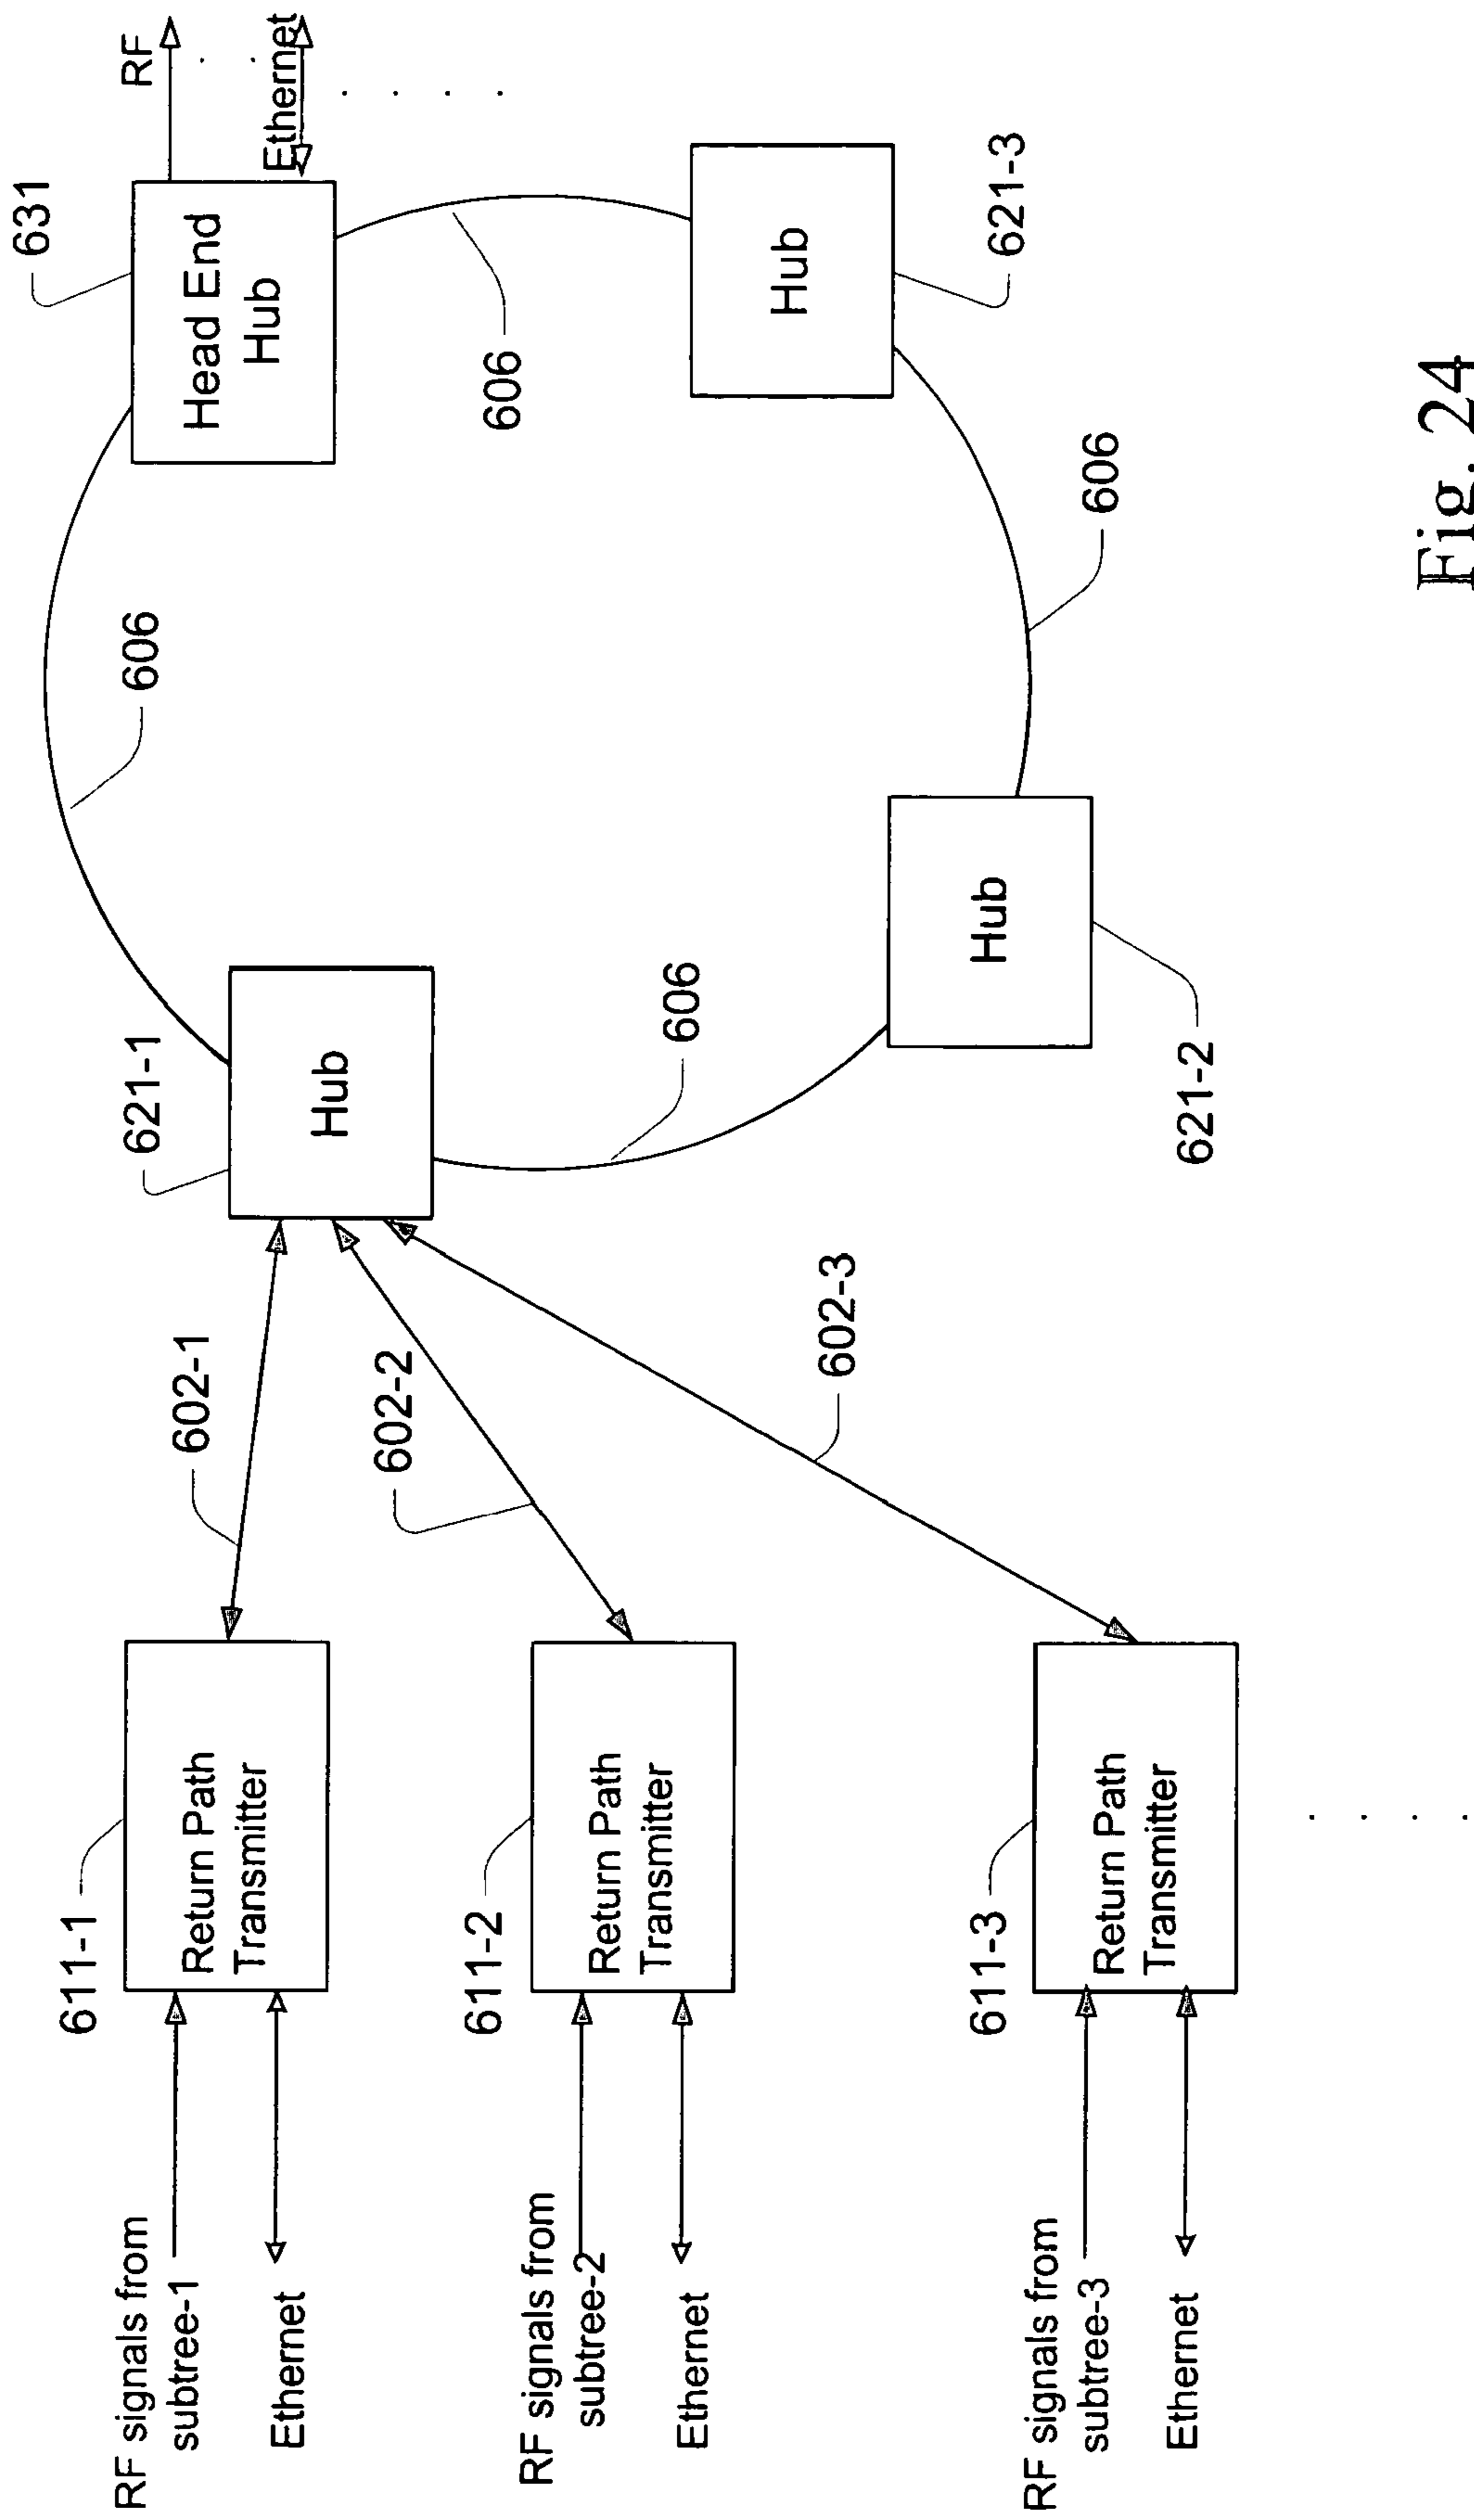 RF signals from
subtree-1
Ethernet
611-1
Return Path
Transmitter
602-1
RF signals from
subtree-2
Ethernet
611-2
Return Path
Transmitter
602-2
RF signals from
subtree-3
Ethernet
611-3
Return Path
Transmitter
602-3
621-1
Hub
606
606
631
Head End
Hub
RF
Ethernet
606
Hub
621-3
606
Hub
621-2
Fig. 24